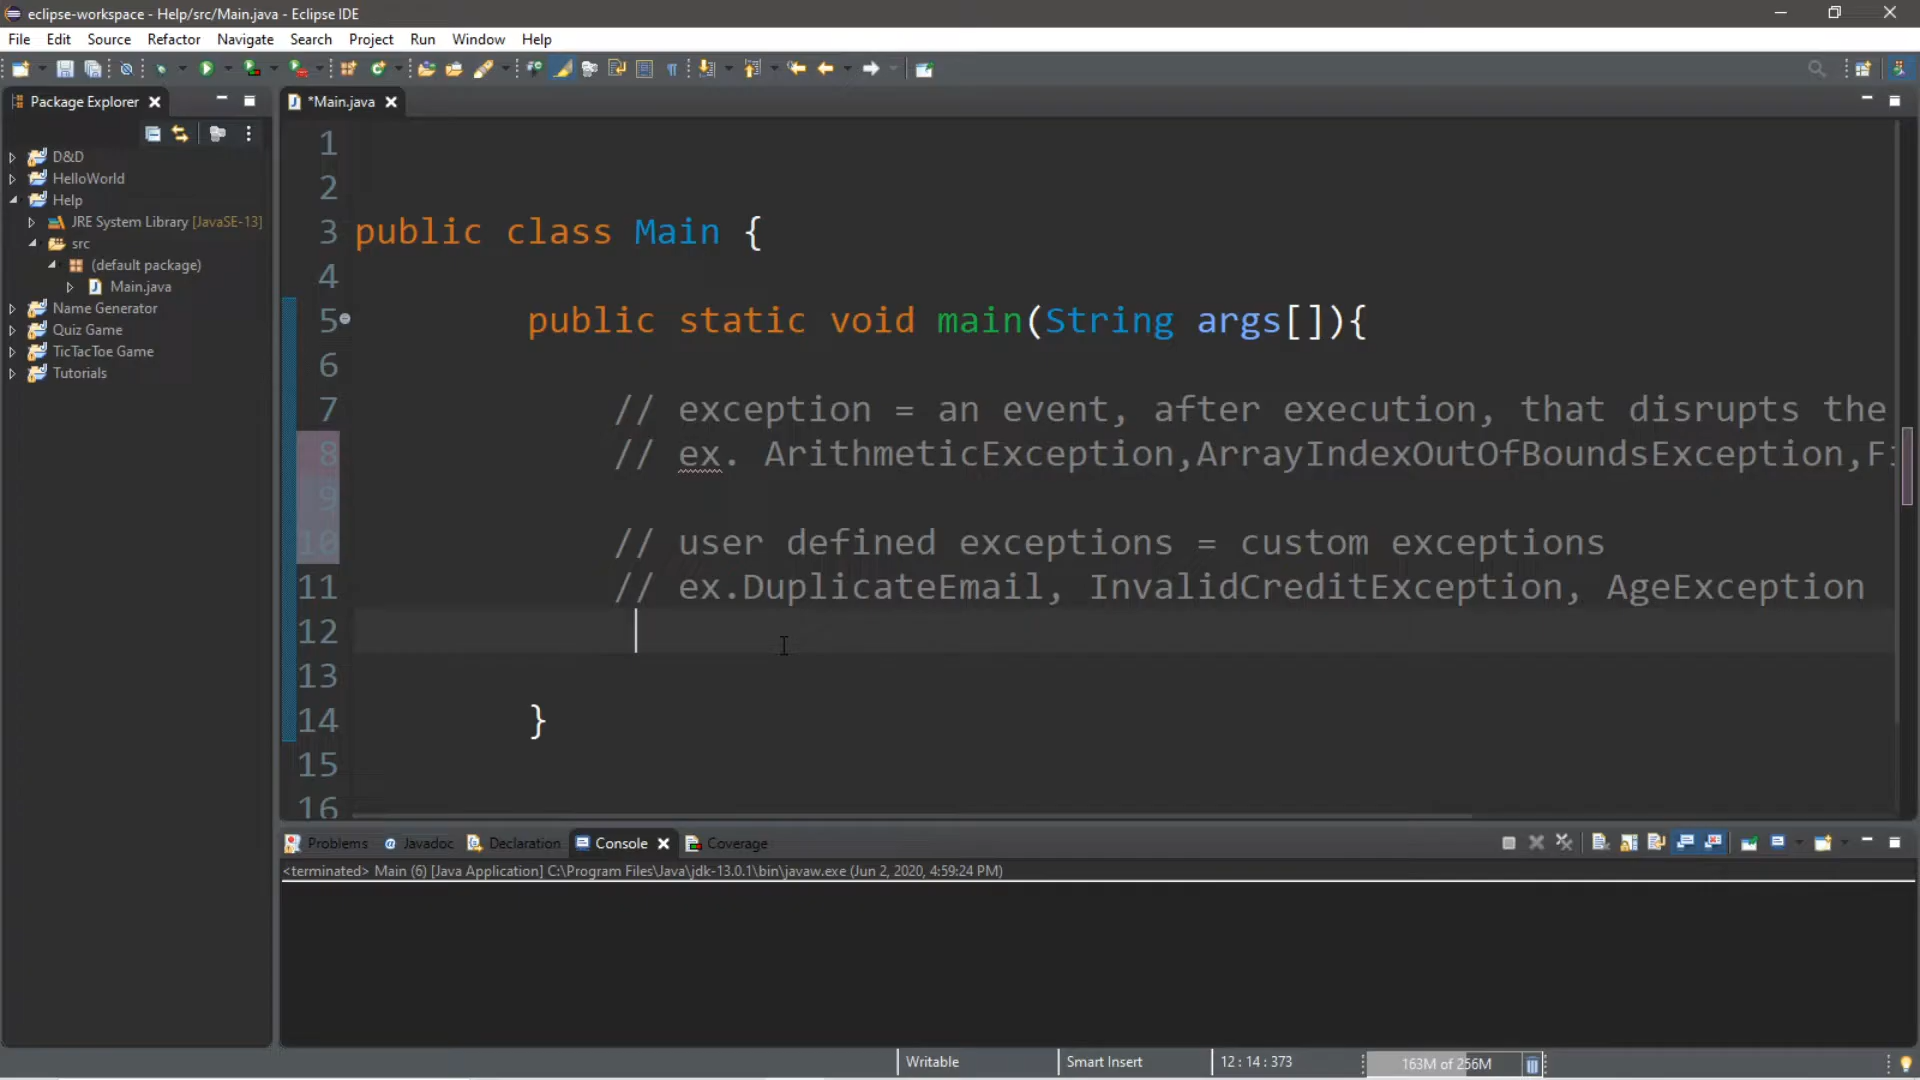 eclipse-workspace - Help/src/Main.java - Eclipse IDE
File Edit Source Refactor Navigate Search Project Run Window Help
Package Explorer
*Main.java
D&D
HelloWorld
Help
JRE System Library [JavaSE-13]
src
(default package)
Main.java
Name Generator
Quiz Game
TicTacToe Game
Tutorials
1
2
3 public class Main {
4
5 public static void main(String args[]){
6
7 // exception = an event, after execution, that disrupts the
8 // ex. ArithmeticException,ArrayIndexOutOfBoundsException,Fi
9
10 // user defined exceptions = custom exceptions
11 // ex.DuplicateEmail, InvalidCreditException, AgeException
12
13
14 }
15
16
Problems Javadoc Declaration Console Coverage
<terminated> Main (6) [Java Application] C:\Program Files\Java\jdk-13.0.1\bin\javaw.exe (Jun 2, 2020, 4:59:24 PM)
Writable Smart Insert 12 : 14 : 373 163M of 256M